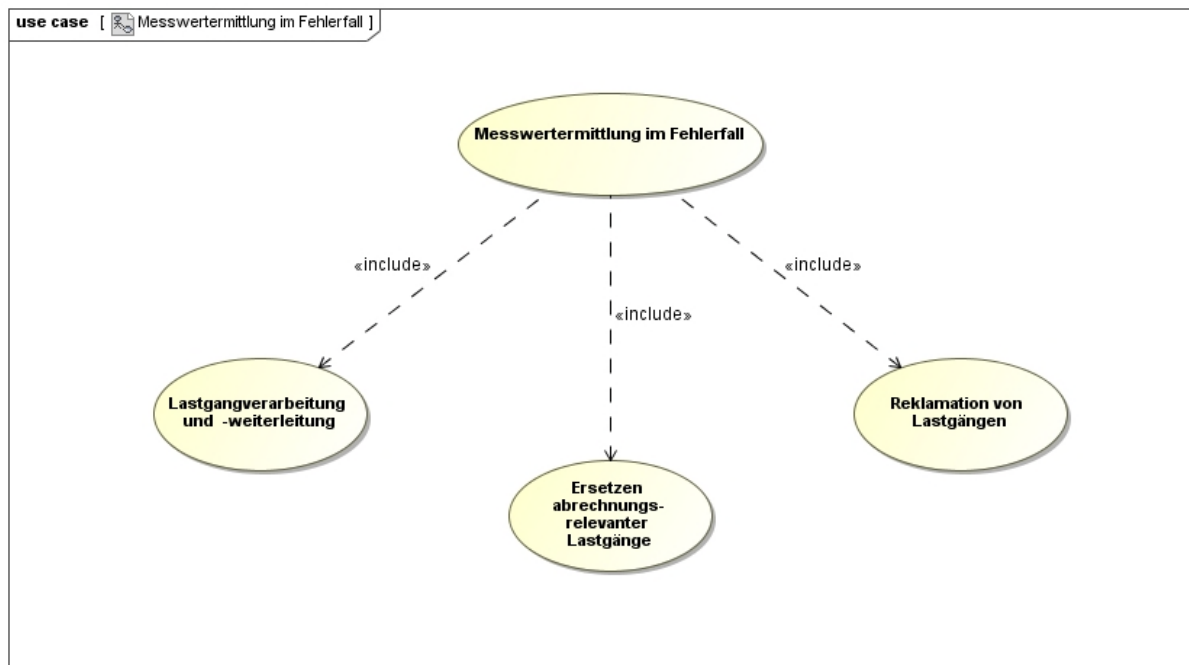 use case [ Messwertermittlung im Fehlerfall ]
Messwertermittlung im Fehlerfall
«include»
«include»
«include»
Lastgangverarbeitung
und -weiterleitung
Reklamation von
Lastgängen
Ersetzen
abrechnungs-
relevanter
Lastgänge